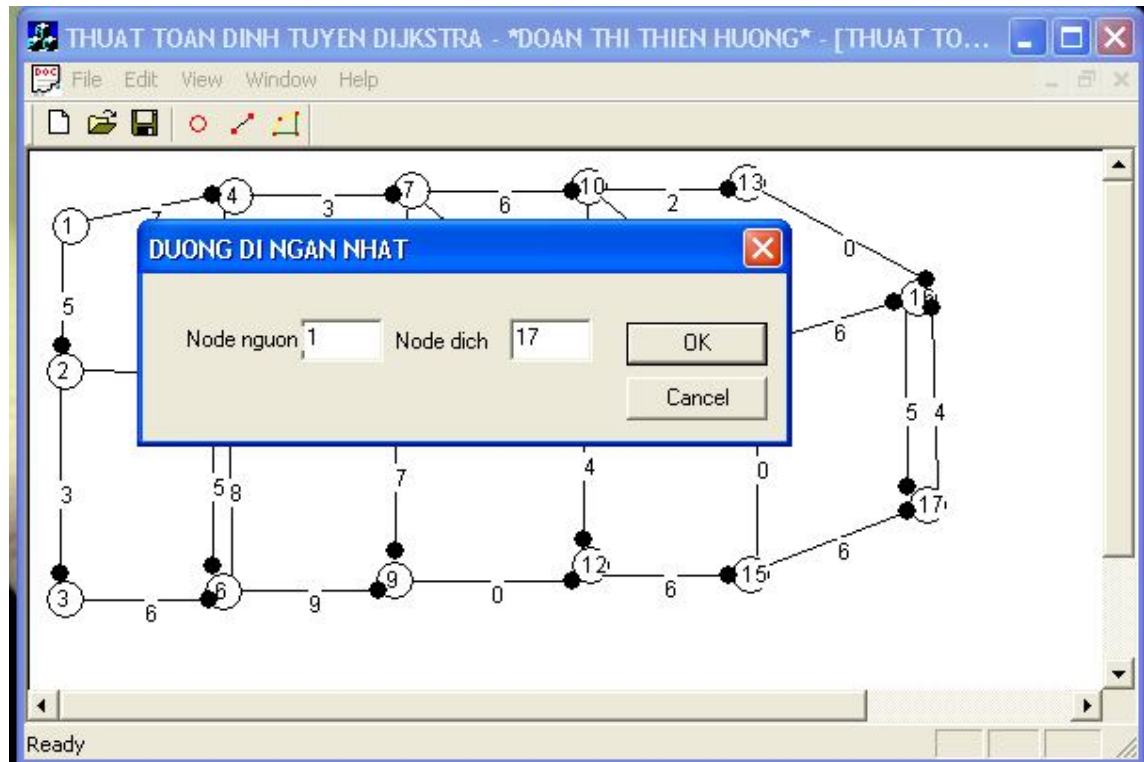 THUAT TOAN DINH TUYEN DIJKSTRA - *DOAN THI THIEN HUONG* - [THUAT TO...
DOC File Edit View Window Help
4 7 10 13
1 7 3 6 2
0
DUONG DI NGAN NHAT
16
5
Node nguon 1 Node dich 17 OK
6
2
Cancel
5 4
3 5 8 7 4 0
17
6
12
3 6 9 15
6 9 0 6
Ready